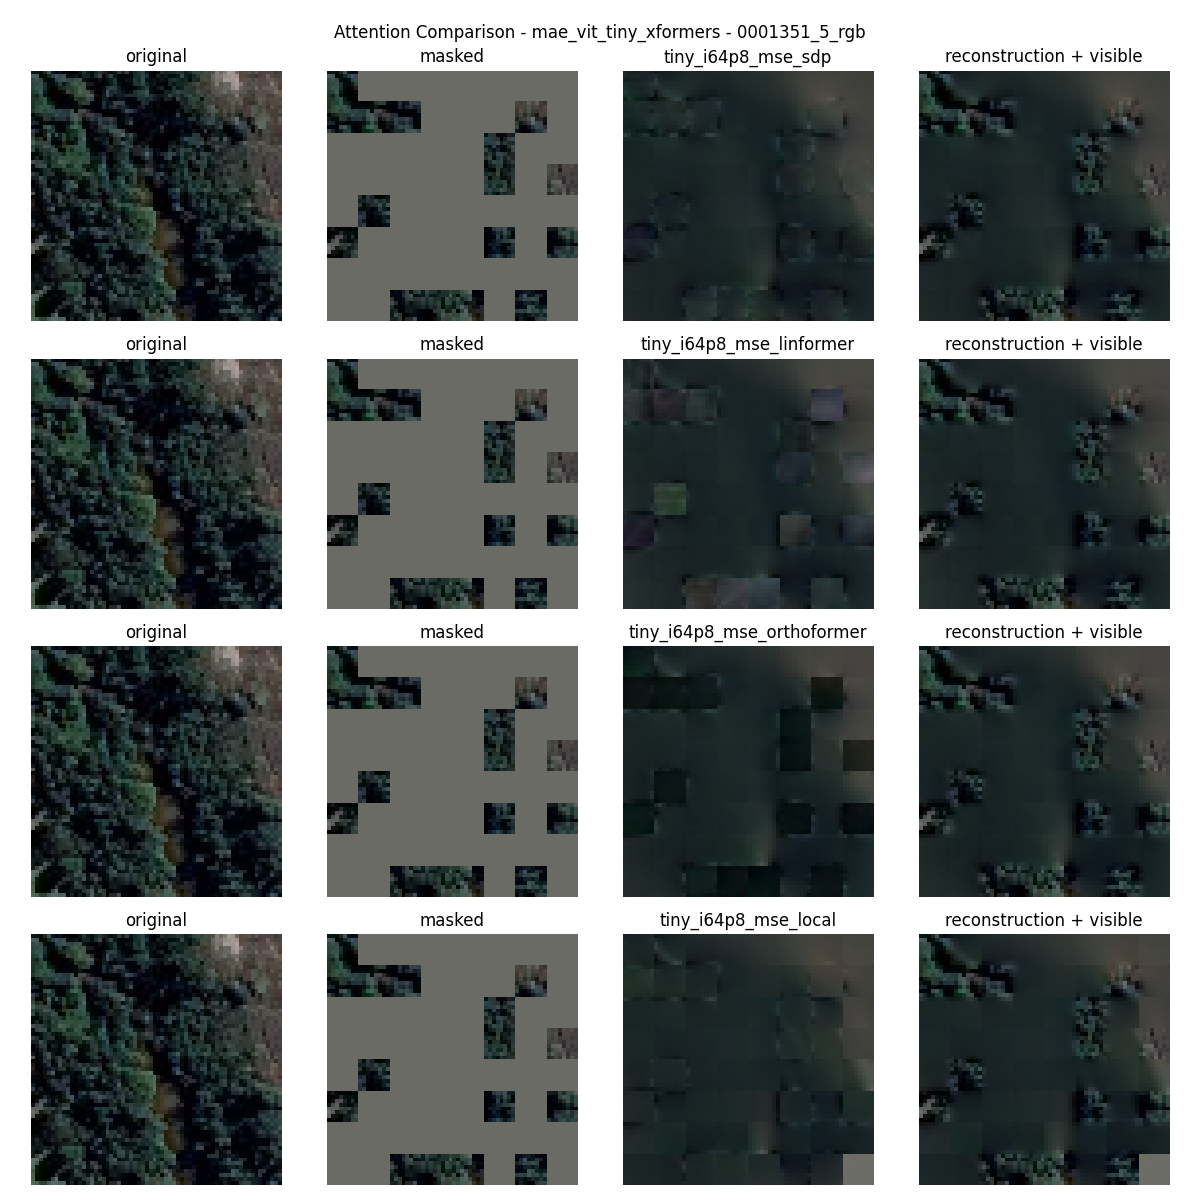 Attention Comparison - mae_vit_tiny_xformers - 0001351_5_rgb
original masked tiny_i64p8_mse_sdp reconstruction + visible
original masked tiny_i64p8_mse_linformer reconstruction + visible
original masked tiny_i64p8_mse_orthoformer reconstruction + visible
original masked tiny_i64p8_mse_local reconstruction + visible